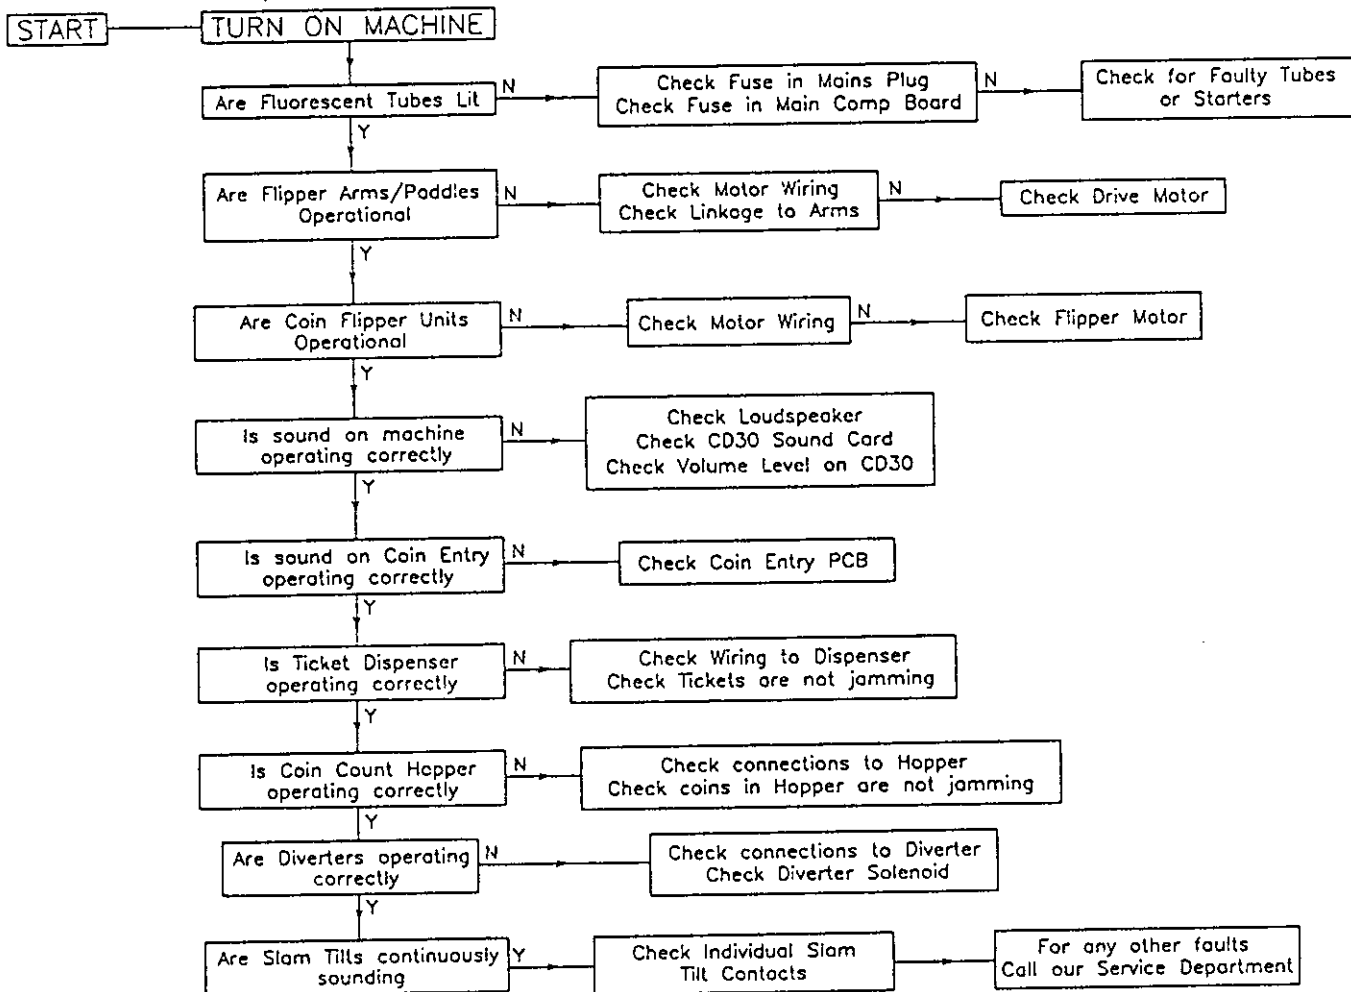 START
TURN ON MACHINE
Are Fluorescent Tubes Lit
N
Check Fuse in Mains Plug
Check Fuse in Main Comp Board
N
Check for Faulty Tubes
or Starters
Y
Are Flipper Arms/Paddles
Operational
N
Check Motor Wiring
Check Linkage to Arms
N
Check Drive Motor
Y
Are Coin Flipper Units
Operational
N
Check Motor Wiring
N
Check Flipper Motor
Y
Is sound on machine
operating correctly
N
Check Loudspeaker
Check CD30 Sound Card
Check Volume Level on CD30
Y
Is sound on Coin Entry
operating correctly
N
Check Coin Entry PCB
Y
Is Ticket Dispenser
operating correctly
N
Check Wiring to Dispenser
Check Tickets are not jamming
Y
Is Coin Count Hopper
operating correctly
N
Check connections to Hopper
Check coins in Hopper are not jamming
Y
Are Diverters operating
correctly
N
Check connections to Diverter
Check Diverter Solenoid
Y
Are Slam Tilts continuously
sounding
Y
Check Individual Slam
Tilt Contacts
For any other faults
Call our Service Department